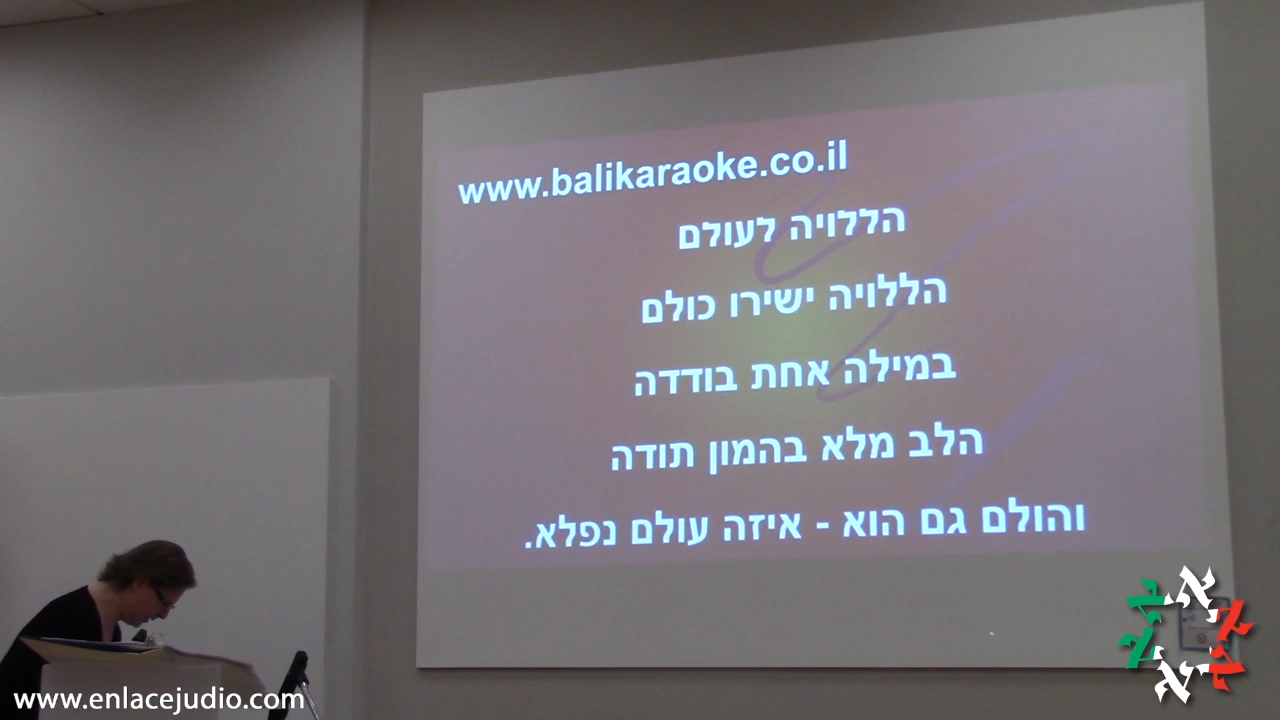 www.balikaraoke.co.il
הללויה לעולם
הללויה ישירו כולם
במילה אחת בודדה
הלב מלא בהמון תודה
והולם גם הוא - איזה עולם נפלא.
www.enlacejudio.com